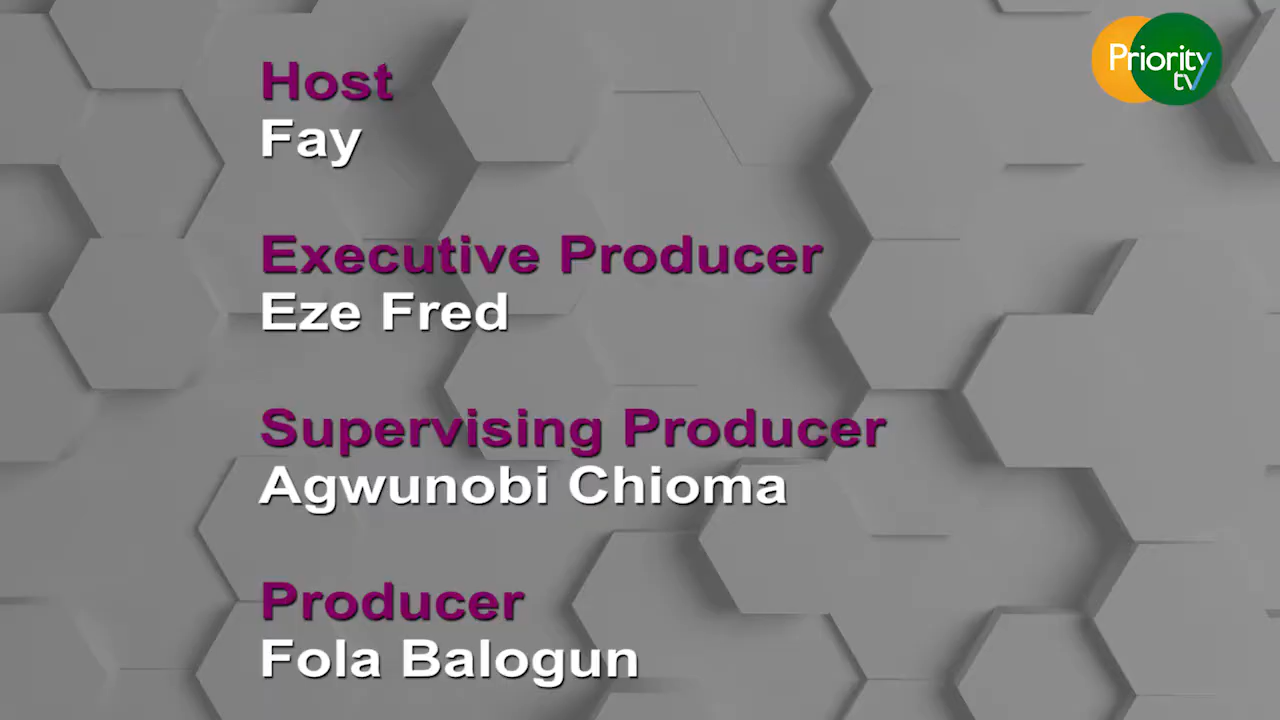 Priority
tv
Host
Fay
Executive Producer
Eze Fred
Supervising Producer
Agwunobi Chioma
Producer
Fola Balogun